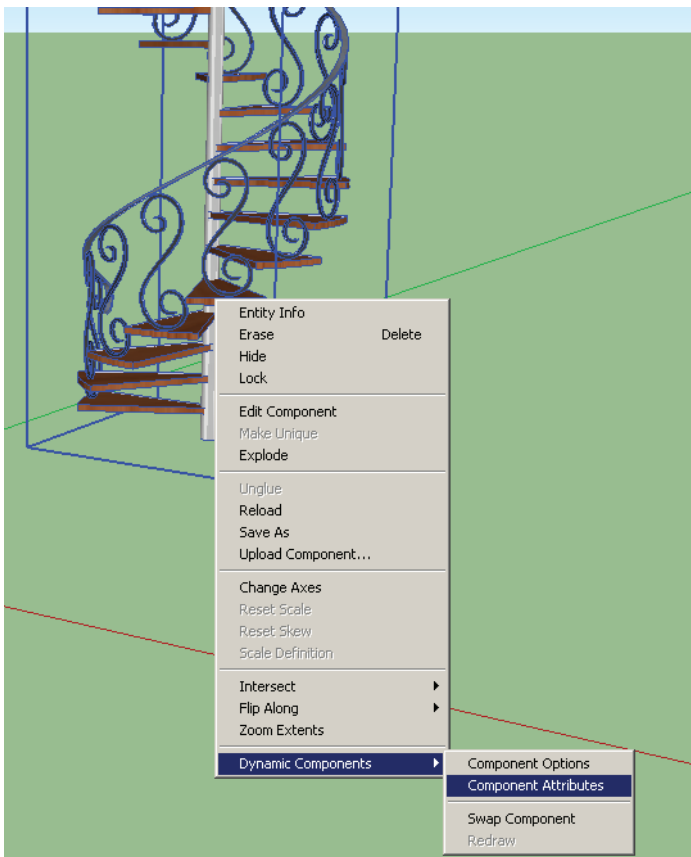 Entity Info
Erase Delete
Hide
Lock
Edit Component
Make Unique
Explode
Unglue
Reload
Save As
Upload Component...
Change Axes
Reset Scale
Reset Skew
Scale Definition
Intersect
Flip Along
Zoom Extents
Dynamic Components
Component Options
Component Attributes
Swap Component
Redraw